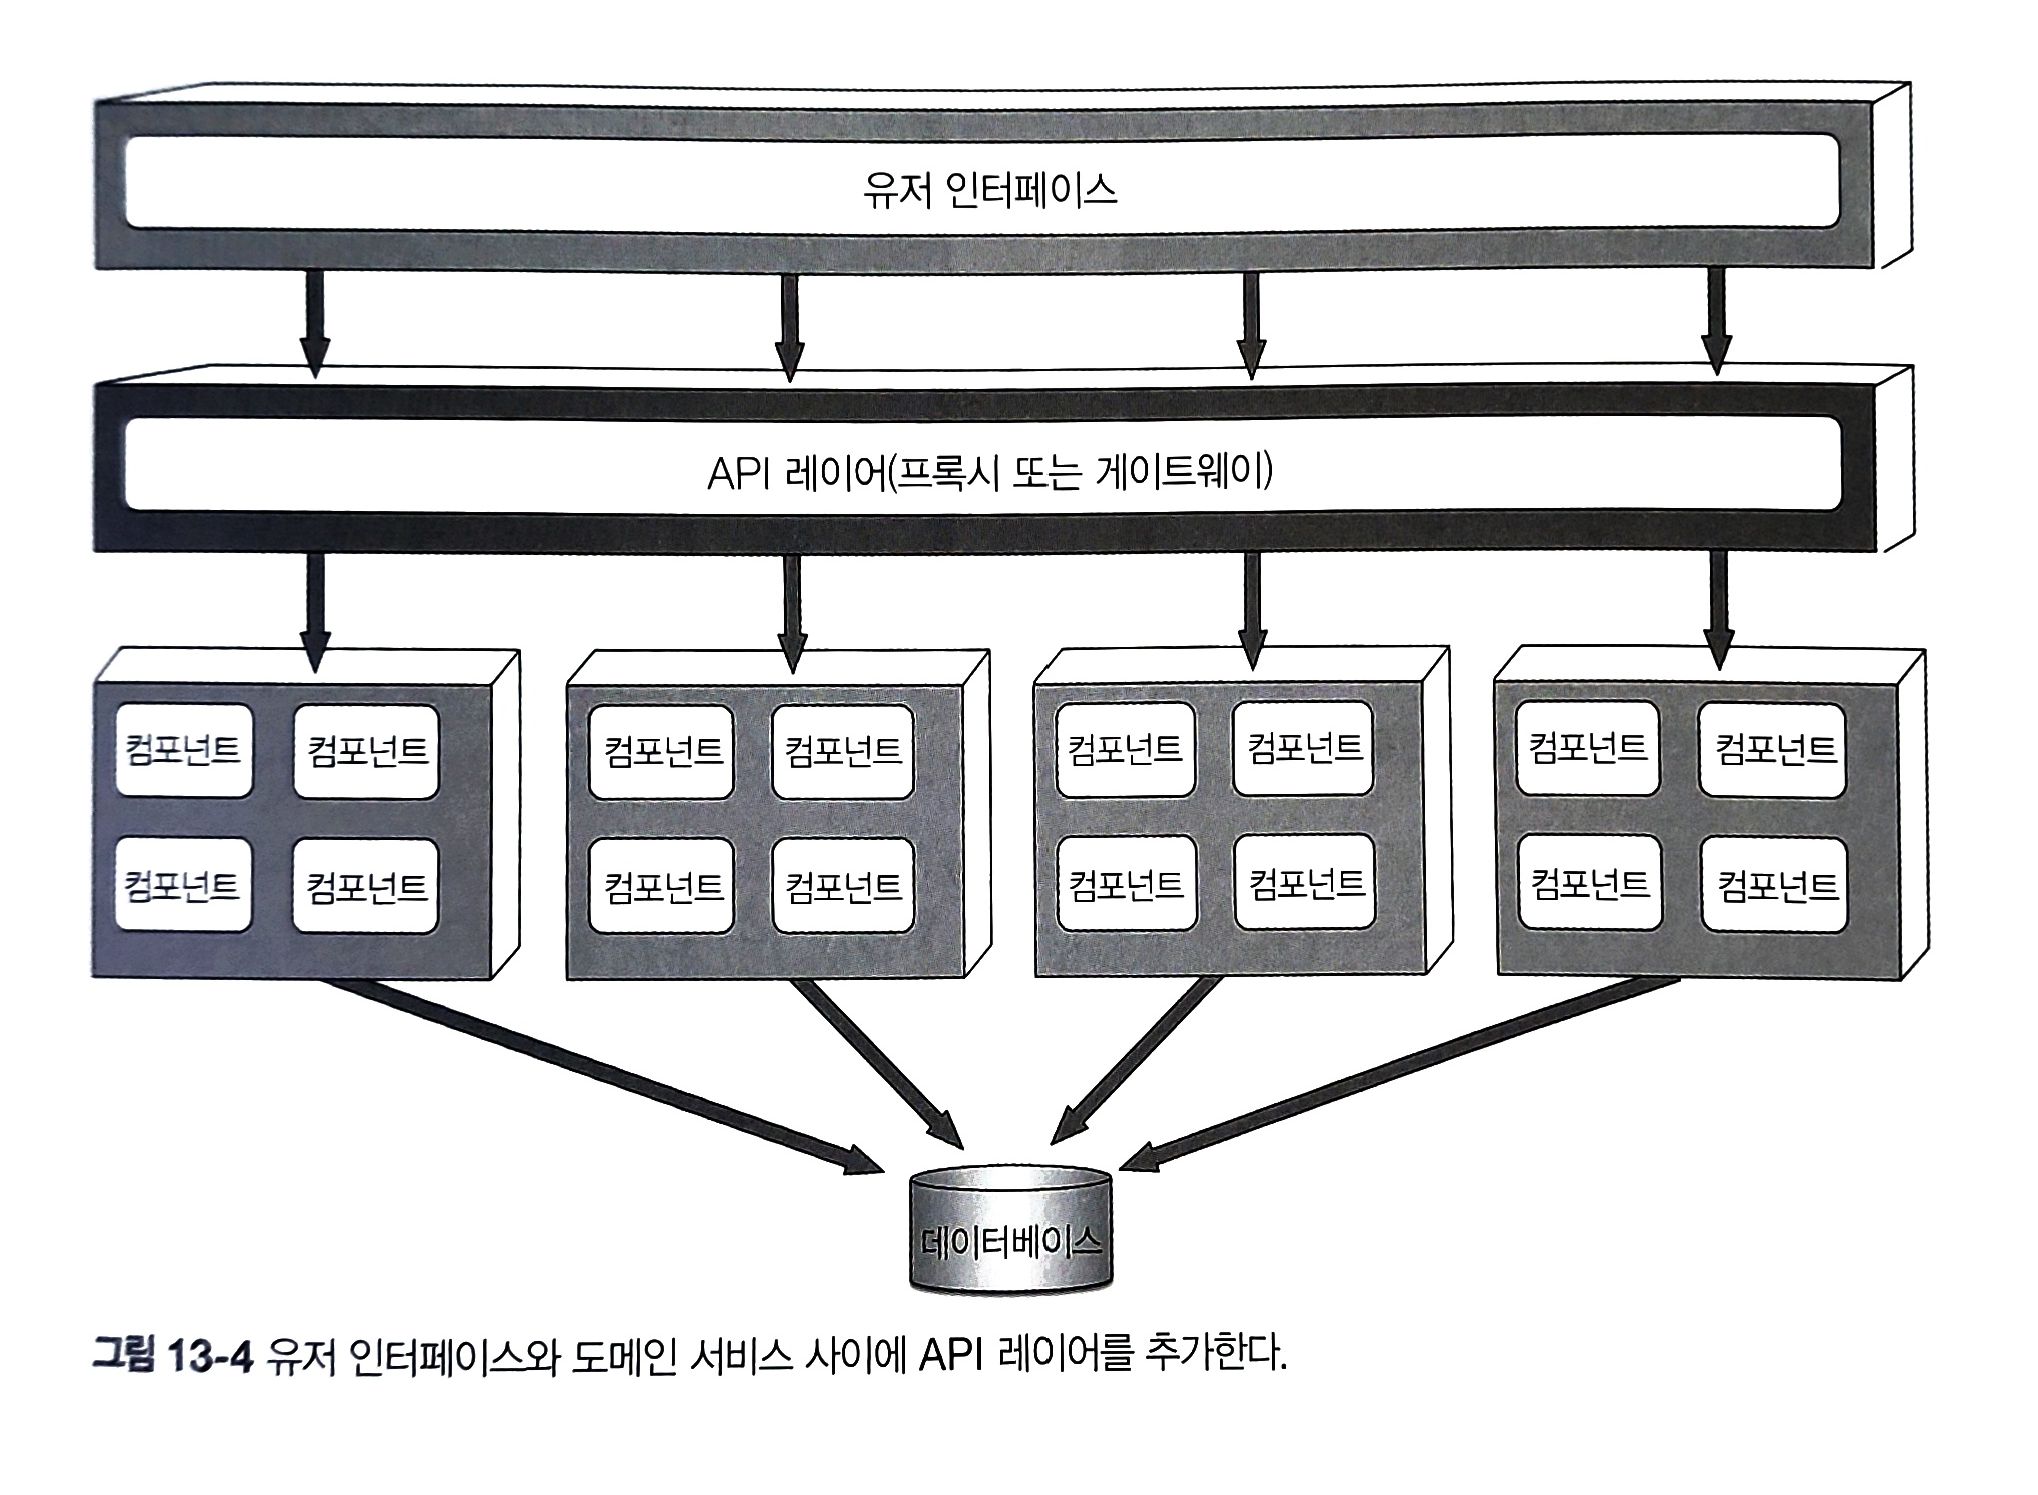 유저 인터페이스
API 레이어(프록시 또는 게이트웨이)
컴포넌트 컴포넌트 컴포넌트 컴포넌트 컴포넌트 컴포넌트 컴포넌트 컴포넌트
컴포넌트 컴포넌트 컴포넌트 컴포넌트 컴포넌트 컴포넌트 컴포넌트 컴포넌트
데이터베이스
그림 13-4 유저 인터페이스와 도메인 서비스 사이에 API 레이어를 추가한다.